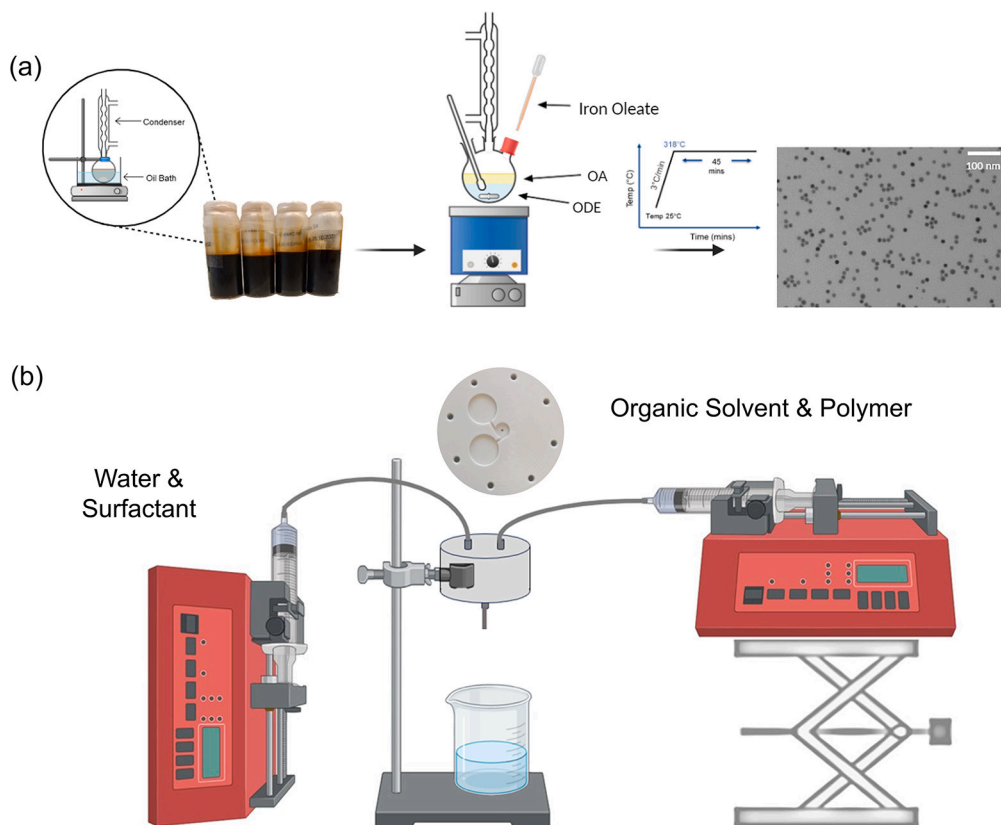 (a)
Condenser
Oil Bath
Iron Oleate
OA
ODE
318°C
45
mins
3°C/min
Temp (°C)
Temp 25°C
Time (mins)
100 nm
(b)
Organic Solvent & Polymer
Water &
Surfactant